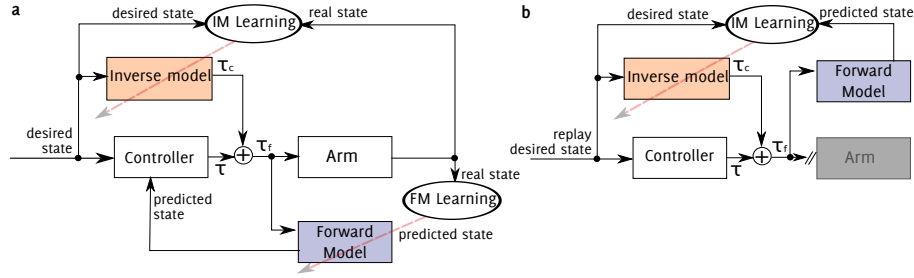 a
desired state
IM Learning
real state
Inverse model
τc
desired
state
Controller
τ
+
τf
Arm
real state
FM Learning
predicted
state
Forward
Model
predicted state
b
desired state
IM Learning
predicted state
Inverse model
τc
Forward
Model
replay
desired state
Controller
τ
+
τf
Arm